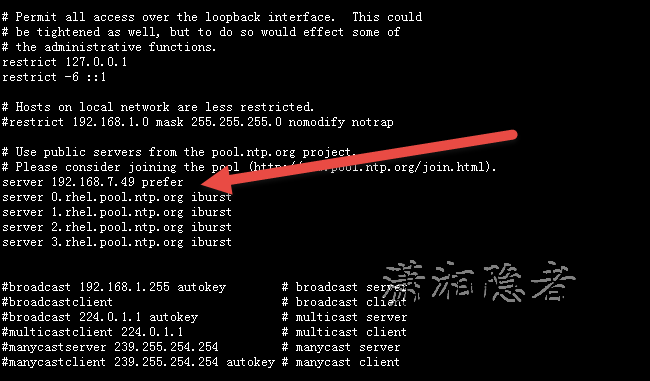 # Permit all access over the loopback interface.  This could
# be tightened as well, but to do so would effect some of
# the administrative functions.
restrict 127.0.0.1
restrict -6 ::1
# Hosts on local network are less restricted.
#restrict 192.168.1.0 mask 255.255.255.0 nomodify notrap
# Use public servers from the pool.ntp.org project.
# Please consider joining the pool (http://   .pool.ntp.org/join.html).
server 192.168.7.49 prefer
server 0.rhel.pool.ntp.org iburst
server 1.rhel.pool.ntp.org iburst
server 2.rhel.pool.ntp.org iburst
server 3.rhel.pool.ntp.org iburst
潇湘隐者
#broadcast 192.168.1.255 autokey        # broadcast server
#broadcastclient                        # broadcast client
#broadcast 224.0.1.1 autokey            # multicast server
#multicastclient 224.0.1.1              # multicast client
#manycastserver 239.255.254.254         # manycast server
#manycastclient 239.255.254.254 autokey # manycast client